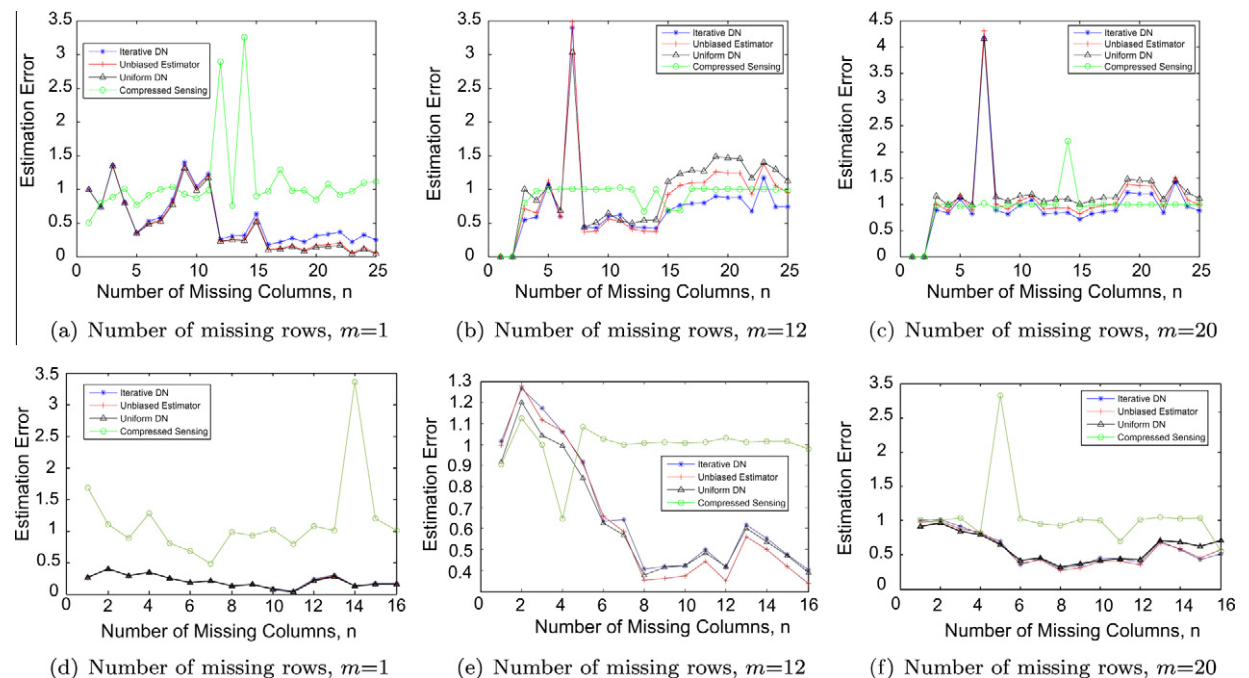 3.5
3
2.5
2
1.5
1
0.5
0
0 5 10 15 20 25
Estimation Error
Number of Missing Columns, n
Iterative DN
Unbiased Estimator
Uniform DN
Compressed Sensing
(a) Number of missing rows, m=1
3.5
3
2.5
2
1.5
1
0.5
0
0 5 10 15 20 25
Estimation Error
Number of Missing Columns, n
Iterative DN
Unbiased Estimator
Uniform DN
Compressed Sensing
(b) Number of missing rows, m=12
4.5
4
3.5
3
2.5
2
1.5
1
0.5
0
0 5 10 15 20 25
Estimation Error
Number of Missing Columns, n
Iterative DN
Unbiased Estimator
Uniform DN
Compressed Sensing
(c) Number of missing rows, m=20
3.5
3
2.5
2
1.5
1
0.5
0
0 2 4 6 8 10 12 14 16
Estimation Error
Number of Missing Columns, n
Iterative DN
Unbiased Estimator
Uniform DN
Compressed Sensing
(d) Number of missing rows, m=1
1.3
1.2
1.1
1
0.9
0.8
0.7
0.6
0.5
0.4
0 2 4 6 8 10 12 14 16
Estimation Error
Number of Missing Columns, n
Iterative DN
Unbiased Estimator
Uniform DN
Compressed Sensing
(e) Number of missing rows, m=12
3.5
3
2.5
2
1.5
1
0.5
0
0 2 4 6 8 10 12 14 16
Estimation Error
Number of Missing Columns, n
Iterative DN
Unbiased Estimator
Uniform DN
Compressed Sensing
(f) Number of missing rows, m=20